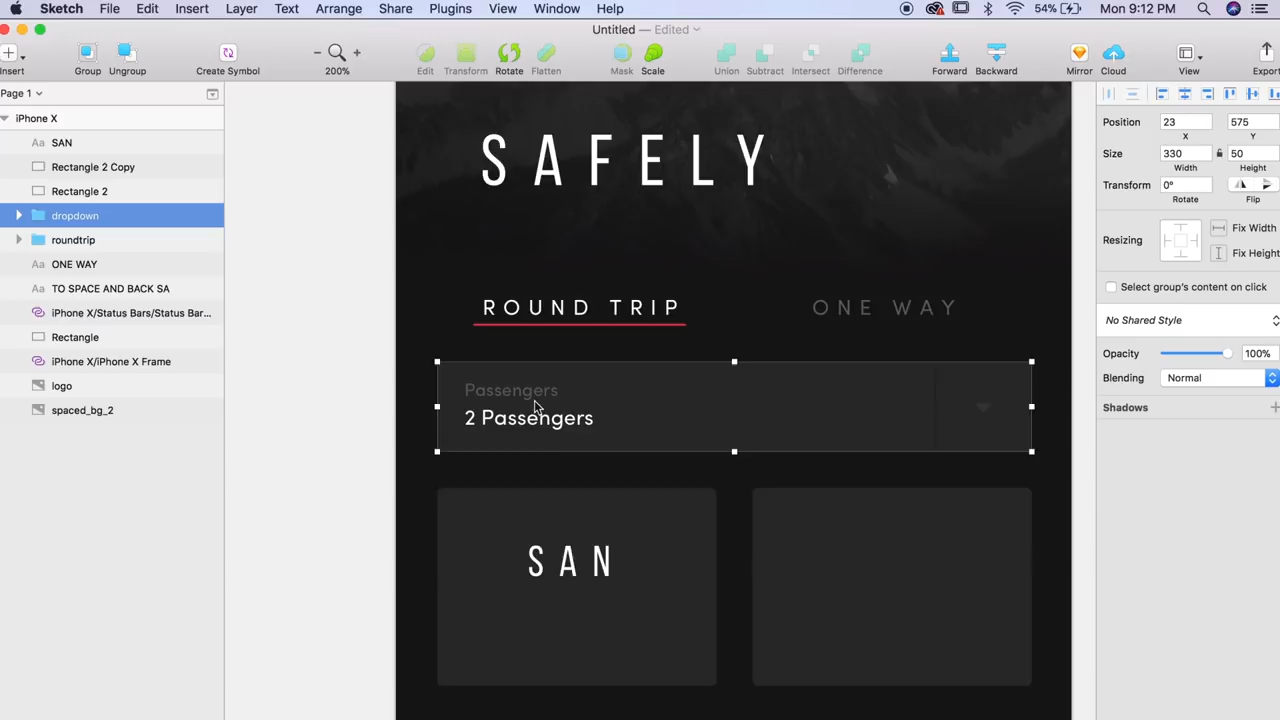 Sketch File Edit Insert Layer Text Arrange Share Plugins View Window Help 54% Mon 9:12 PM
Untitled — Edited
Insert Group Ungroup Create Symbol 200% Edit Transform Rotate Flatten Mask Scale Union Subtract Intersect Difference Forward Backward Mirror Cloud View Export
Page 1
iPhone X
Aa SAN
Rectangle 2 Copy
Rectangle 2
dropdown
roundtrip
Aa ONE WAY
Aa TO SPACE AND BACK SA
iPhone X/Status Bars/Status Bar...
Rectangle
iPhone X/iPhone X Frame
logo
spaced_bg_2
SAFELY
ROUND TRIP ONE WAY
Passengers
2 Passengers
SAN
Position 23 575
X Y
Size 330 50
Width Height
Transform 0°
Rotate Flip
Resizing Fix Width
Fix Height
Select group's content on click
No Shared Style
Opacity 100%
Blending Normal
Shadows